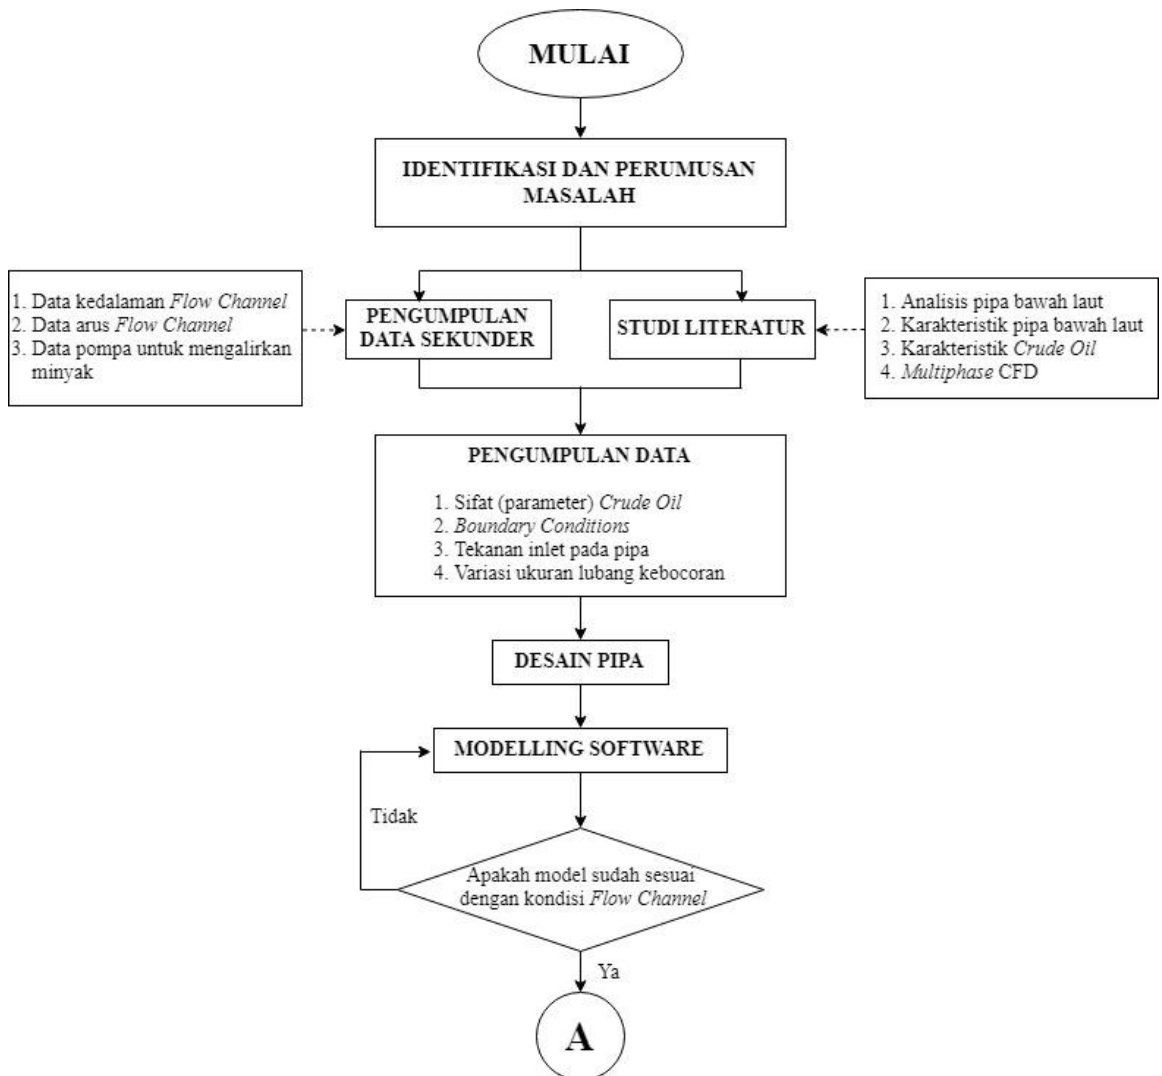 MULAI
IDENTIFIKASI DAN PERUMUSAN
MASALAH
1. Data kedalaman Flow Channel
2. Data arus Flow Channel
3. Data pompa untuk mengalirkan
minyak
PENGUMPULAN
DATA SEKUNDER
STUDI LITERATUR
1. Analisis pipa bawah laut
2. Karakteristik pipa bawah laut
3. Karakteristik Crude Oil
4. Multiphase CFD
PENGUMPULAN DATA
1. Sifat (parameter) Crude Oil
2. Boundary Conditions
3. Tekanan inlet pada pipa
4. Variasi ukuran lubang kebocoran
DESAIN PIPA
MODELLING SOFTWARE
Tidak
Apakah model sudah sesuai
dengan kondisi Flow Channel
Ya
A